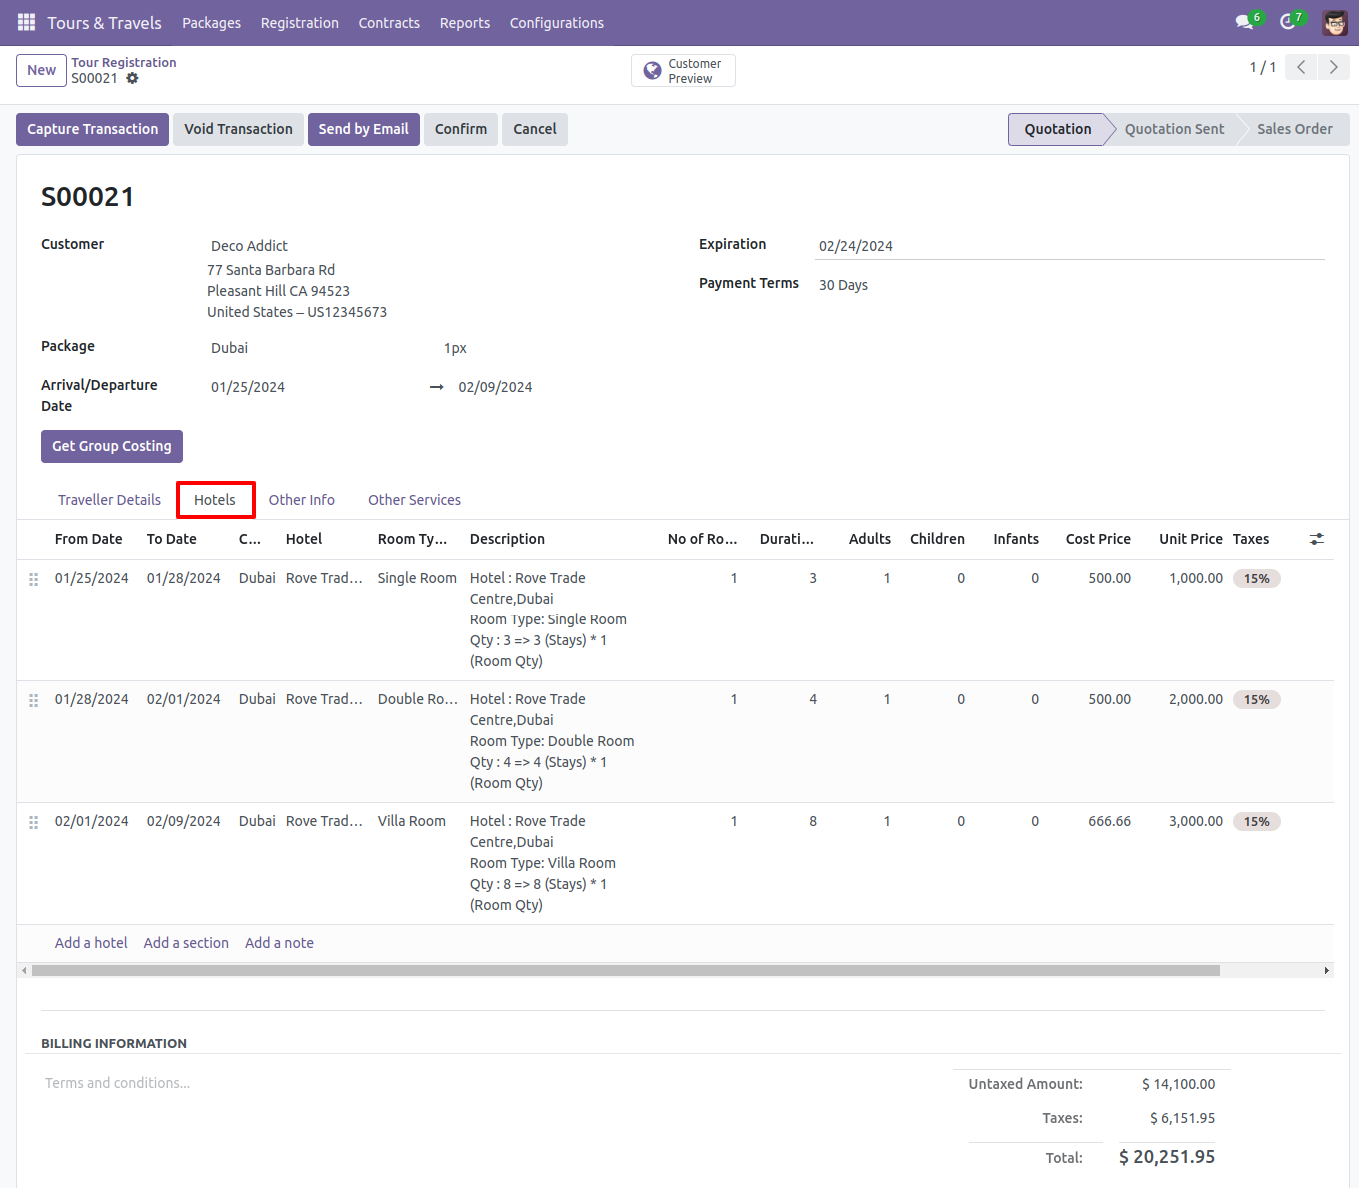 Tours & Travels Packages Registration Contracts Reports Configurations 6 7
New Tour Registration
S00021
Customer
Preview
1 / 1
Capture Transaction Void Transaction Send by Email Confirm Cancel Quotation Quotation Sent Sales Order
S00021
Customer Deco Addict
77 Santa Barbara Rd
Pleasant Hill CA 94523
United States – US12345673
Expiration 02/24/2024
Payment Terms 30 Days
Package Dubai 1px
Arrival/Departure
Date
01/25/2024 → 02/09/2024
Get Group Costing
Traveller Details Hotels Other Info Other Services
From Date To Date C... Hotel Room Ty... Description No of Ro... Durati... Adults Children Infants Cost Price Unit Price Taxes
01/25/2024 01/28/2024 Dubai Rove Trad... Single Room Hotel : Rove Trade 1 3 1 0 0 500.00 1,000.00 15%
Centre,Dubai
Room Type: Single Room
Qty : 3 => 3 (Stays) * 1
(Room Qty)
01/28/2024 02/01/2024 Dubai Rove Trad... Double Ro... Hotel : Rove Trade 1 4 1 0 0 500.00 2,000.00 15%
Centre,Dubai
Room Type: Double Room
Qty : 4 => 4 (Stays) * 1
(Room Qty)
02/01/2024 02/09/2024 Dubai Rove Trad... Villa Room Hotel : Rove Trade 1 8 1 0 0 666.66 3,000.00 15%
Centre,Dubai
Room Type: Villa Room
Qty : 8 => 8 (Stays) * 1
(Room Qty)
Add a hotel Add a section Add a note
BILLING INFORMATION
Terms and conditions...
Untaxed Amount: $ 14,100.00
Taxes: $ 6,151.95
Total: $ 20,251.95